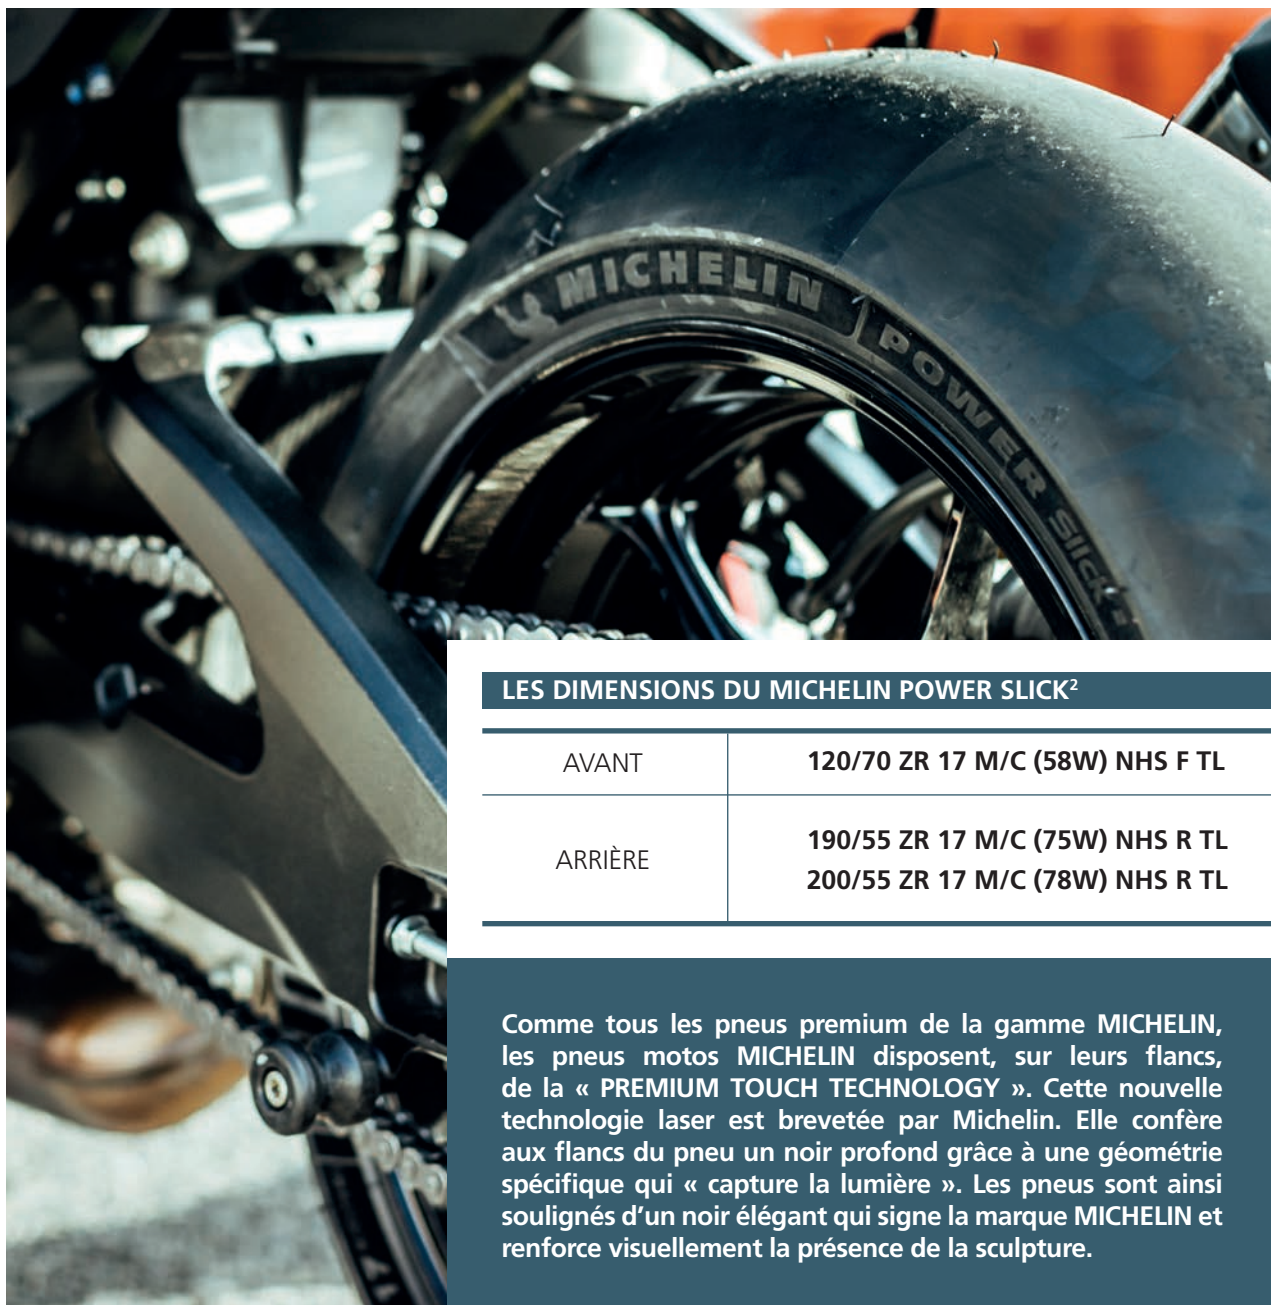 MICHELIN POWER Slick²
LES DIMENSIONS DU MICHELIN POWER SLICK²
AVANT
120/70 ZR 17 M/C (58W) NHS F TL
ARRIÈRE
190/55 ZR 17 M/C (75W) NHS R TL
200/55 ZR 17 M/C (78W) NHS R TL
Comme tous les pneus premium de la gamme MICHELIN,
les pneus motos MICHELIN disposent, sur leurs flancs,
de la « PREMIUM TOUCH TECHNOLOGY ». Cette nouvelle
technologie laser est brevetée par Michelin. Elle confère
aux flancs du pneu un noir profond grâce à une géométrie
spécifique qui « capture la lumière ». Les pneus sont ainsi
soulignés d’un noir élégant qui signe la marque MICHELIN et
renforce visuellement la présence de la sculpture.